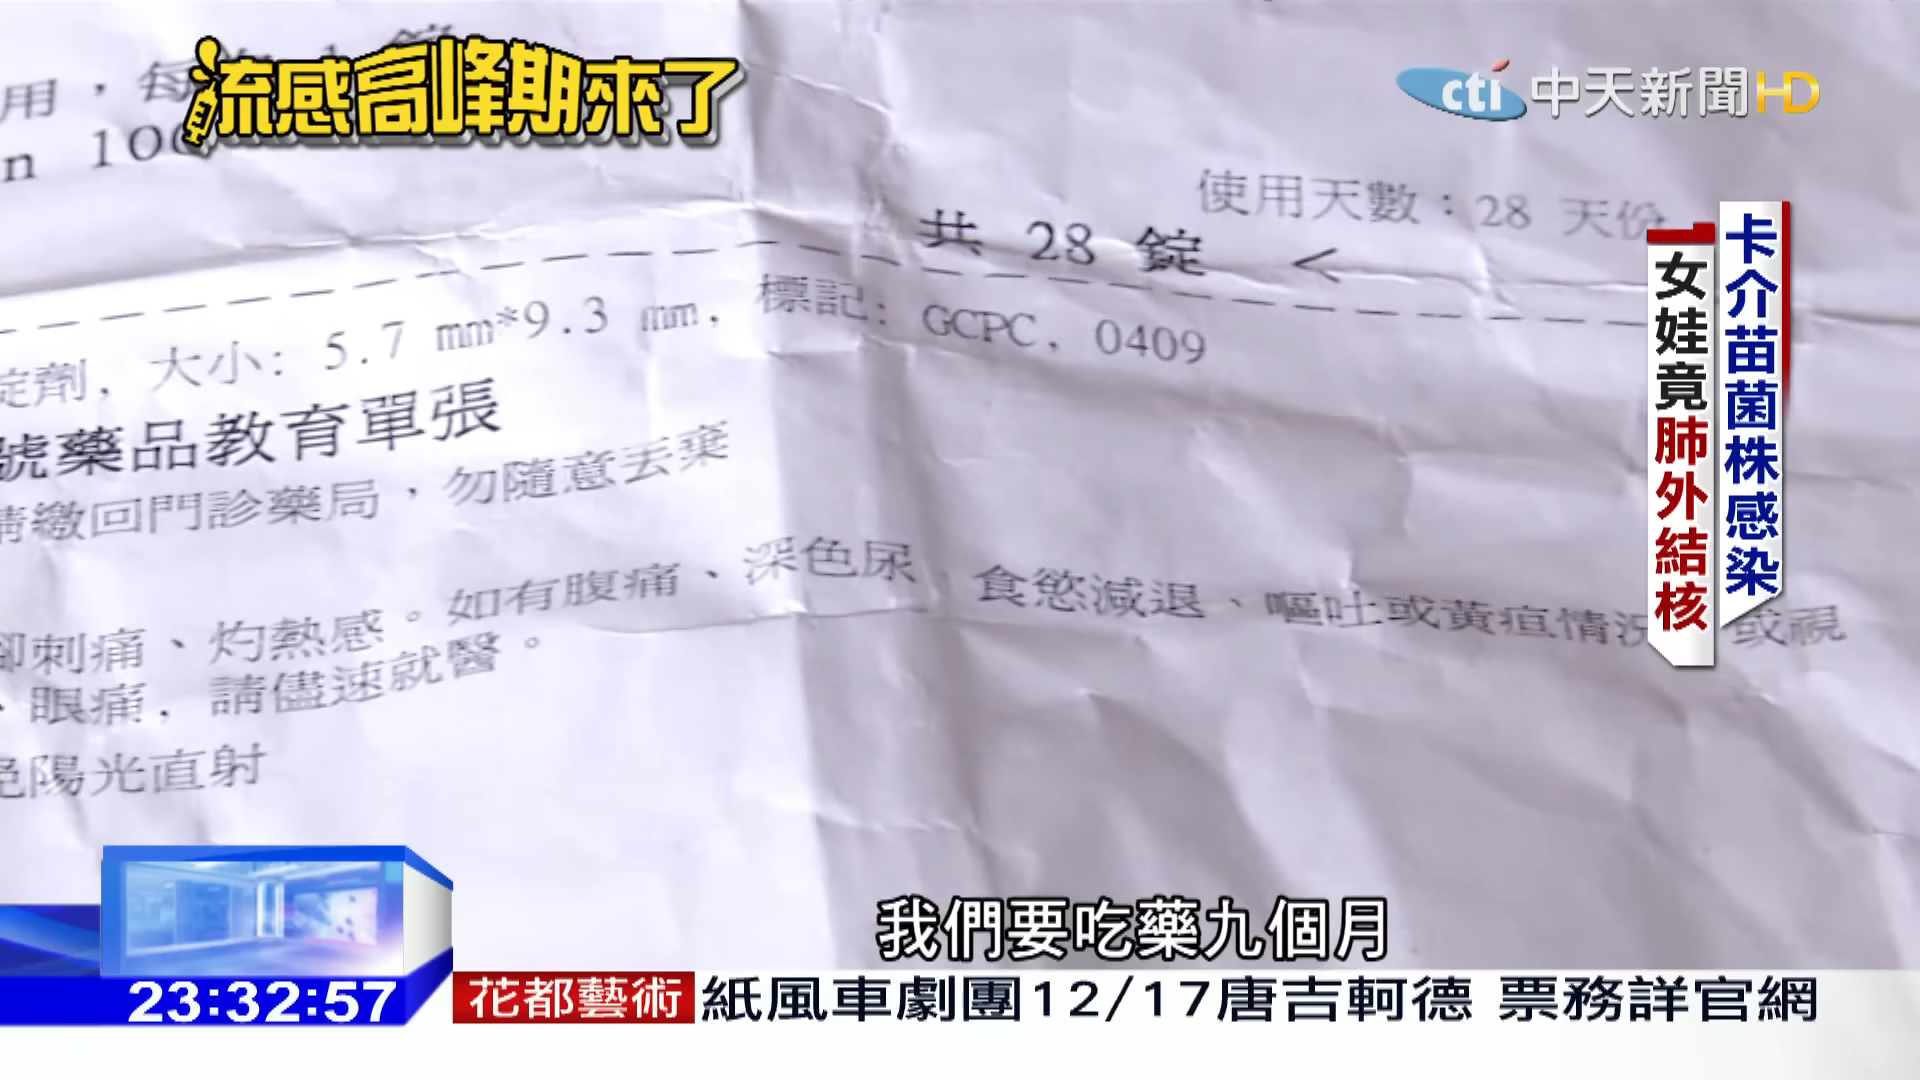 流感高峰期來了
cti 中天新聞HD
用，每
n 100
使用天數：28 天份
共 28 錠 <
錠劑, 大小: 5.7 mm*9.3 mm, 標記: GCPC, 0409
號藥品教育單張
請繳回門診藥局，勿隨意丟棄
腳刺痛、灼熱感。如有腹痛、深色尿、食慾減退、嘔吐或黃疸情況 或視
、眼痛, 請儘速就醫。
陽光直射
卡介苗菌株感染
女娃竟肺外結核
我們要吃藥九個月
23:32:57
花都藝術 紙風車劇團12/17唐吉軻德 票務詳官網